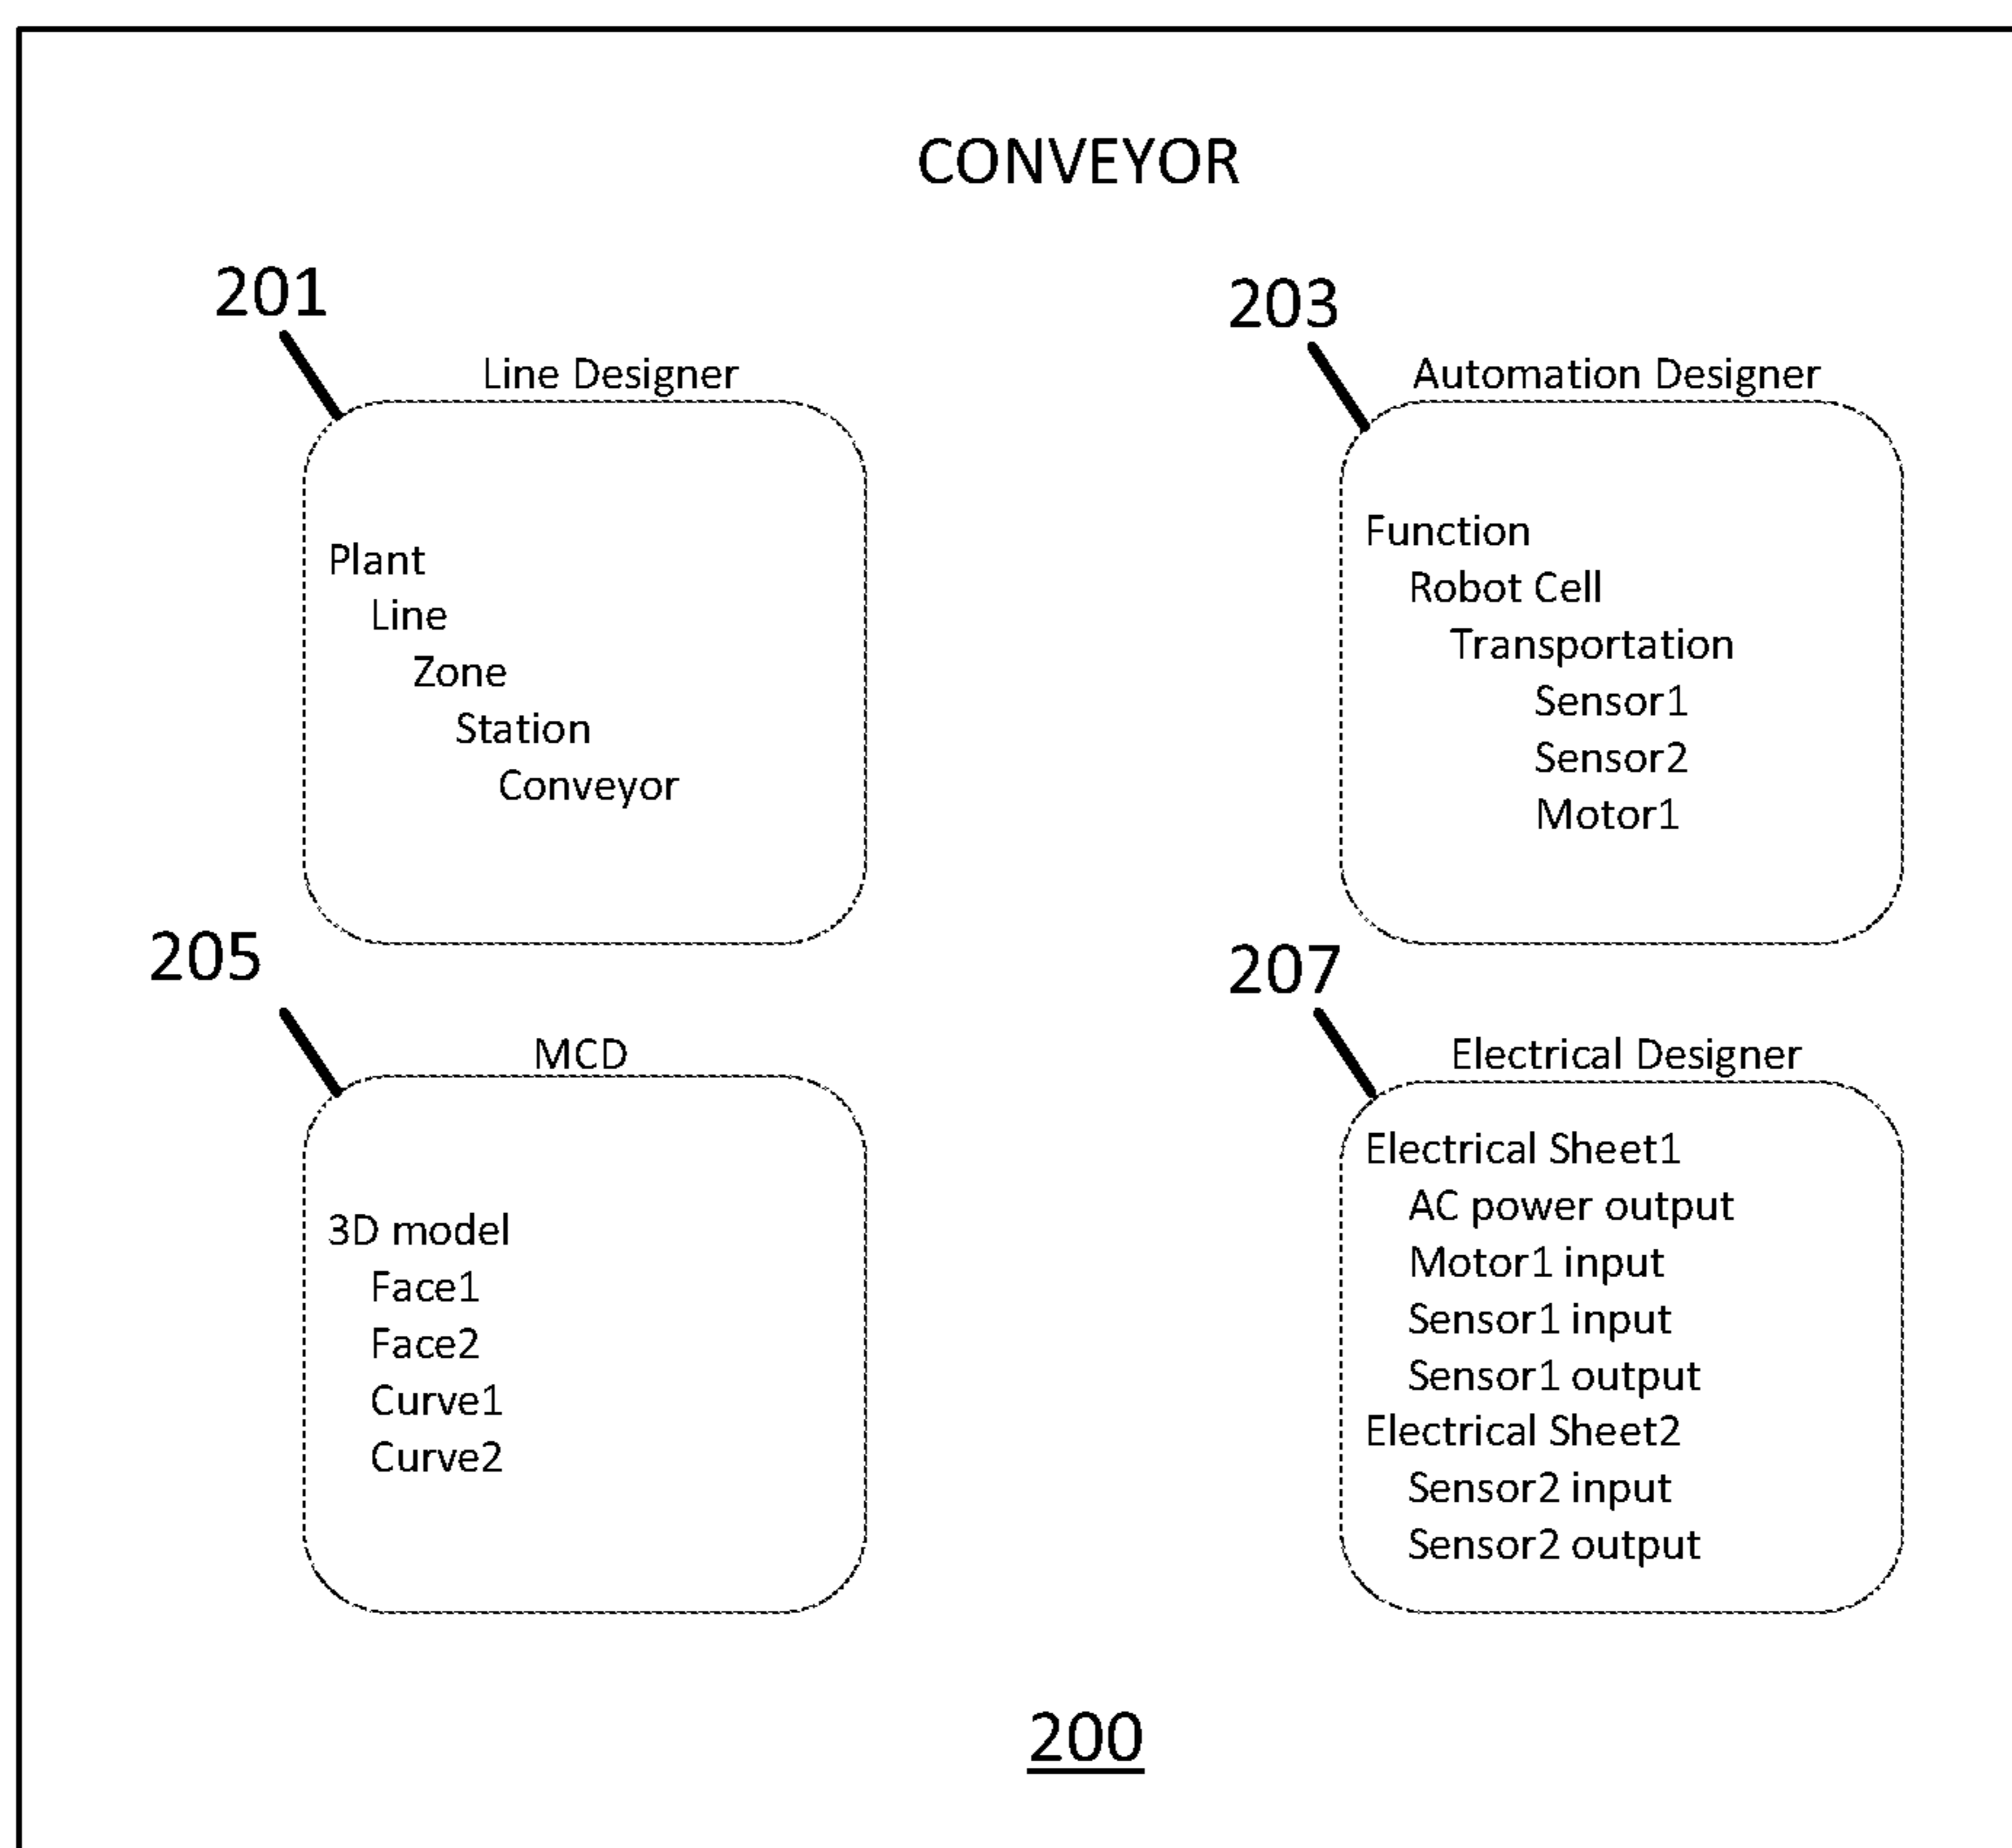 CONVEYOR
201
Line Designer
Plant
Line
Zone
Station
Conveyor
203
Automation Designer
Function
Robot Cell
Transportation
Sensor1
Sensor2
Motor1
205
MCD
3D model
Face1
Face2
Curve1
Curve2
207
Electrical Designer
Electrical Sheet1
AC power output
Motor1 input
Sensor1 input
Sensor1 output
Electrical Sheet2
Sensor2 input
Sensor2 output
200